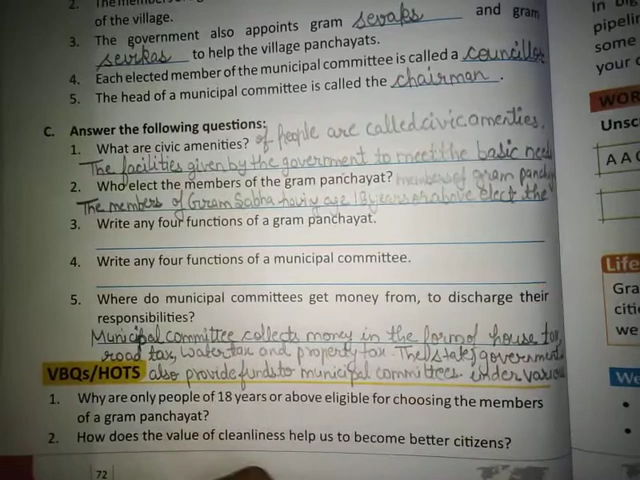 2. The members
of the village.
3. The government also appoints gram sevaks and gram
sevikas to help the village panchayats.
4. Each elected member of the municipal committee is called a councillor
5. The head of a municipal committee is called the chairman.
C. Answer the following questions:
of people are called civic amenties.
1. What are civic amenities?
The facilities given by the government to meet the basic needs
2. Who elect the members of the gram panchayat? members of gram panchay
The members of Gram Sabha having age 18 years or above elect the
3. Write any four functions of a gram panchayat.
4. Write any four functions of a municipal committee.
5. Where do municipal committees get money from, to discharge their
responsibilities?
Municipal committee collects money in the form of house tax,
road tax, water tax and property tax. The state government
VBQs/HOTS also provide funds to municipal committees under various
1. Why are only people of 18 years or above eligible for choosing the members
of a gram panchayat?
2. How does the value of cleanliness help us to become better citizens?
72
In big
pipelin
some
your
WOR
Unsc
A A
Life
Gra
citi
we
We